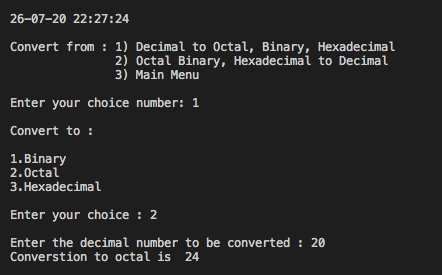 26-07-20 22:27:24
Convert from : 1) Decimal to Octal, Binary, Hexadecimal
2) Octal Binary, Hexadecimal to Decimal
3) Main Menu
Enter your choice number: 1
Convert to :
1.Binary
2.Octal
3.Hexadecimal
Enter your choice : 2
Enter the decimal number to be converted : 20
Converstion to octal is  24